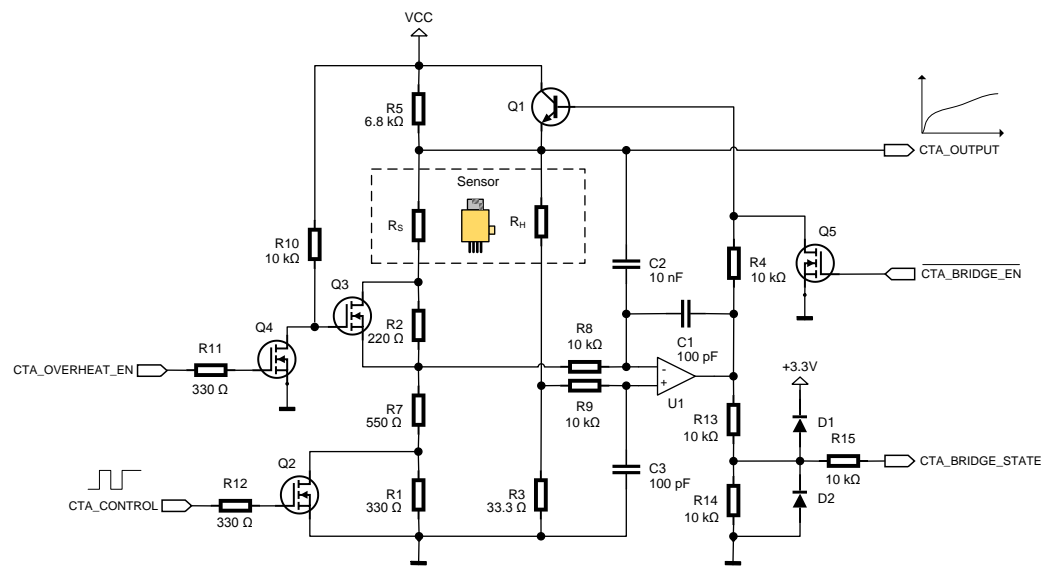 VCC
R5
6.8 kΩ
Q1
CTA_OUTPUT
Sensor
RS
RH
R10
10 kΩ
Q5
C2
10 nF
R4
10 kΩ
CTA_BRIDGE_EN
Q3
R2
220 Ω
Q4
R8
10 kΩ
C1
100 pF
R11
CTA_OVERHEAT_EN
330 Ω
-
+
U1
+3.3V
R9
10 kΩ
R7
550 Ω
R13
10 kΩ
D1
R15
CTA_BRIDGE_STATE
10 kΩ
Q2
R12
CTA_CONTROL
330 Ω
C3
100 pF
R1
330 Ω
R3
33.3 Ω
R14
10 kΩ
D2